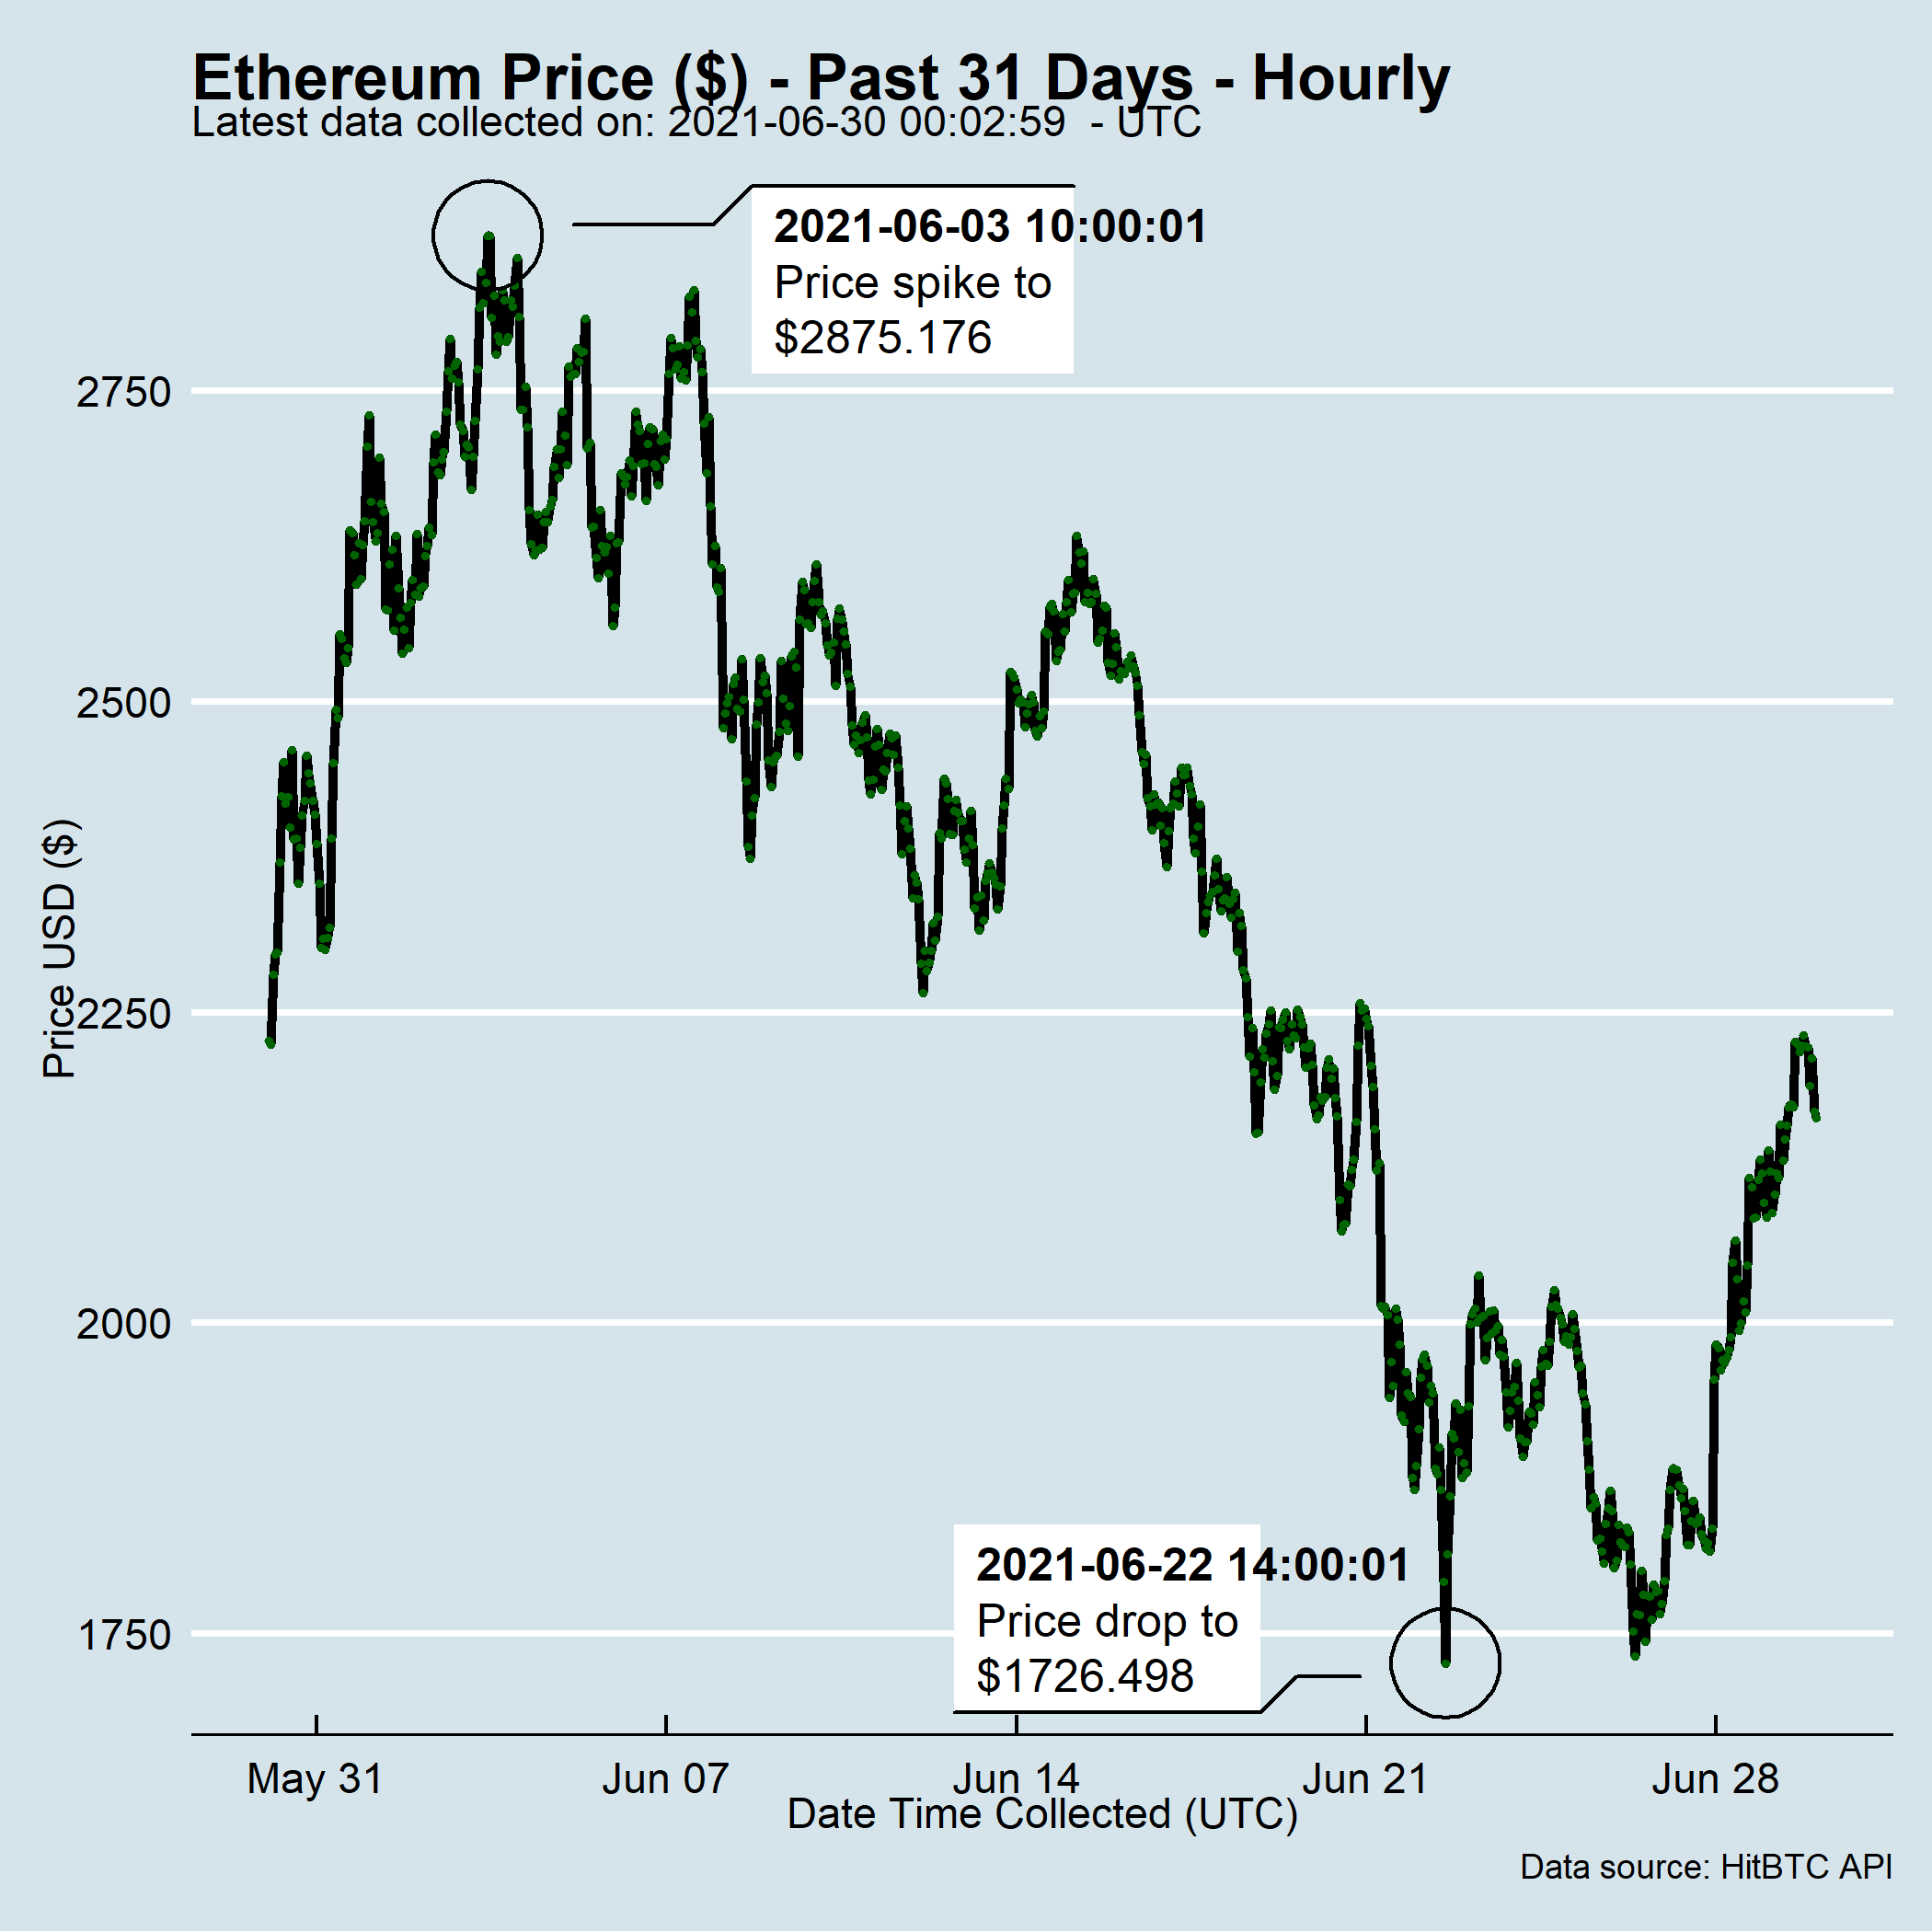 Ethereum Price ($) - Past 31 Days - Hourly
Latest data collected on: 2021-06-30 00:02:59  - UTC
2021-06-03 10:00:01
Price spike to
$2875.176
2750
2500
2250
2000
1750
Price USD ($)
2021-06-22 14:00:01
Price drop to
$1726.498
May 31
Jun 07
Jun 14
Jun 21
Jun 28
Date Time Collected (UTC)
Data source: HitBTC API